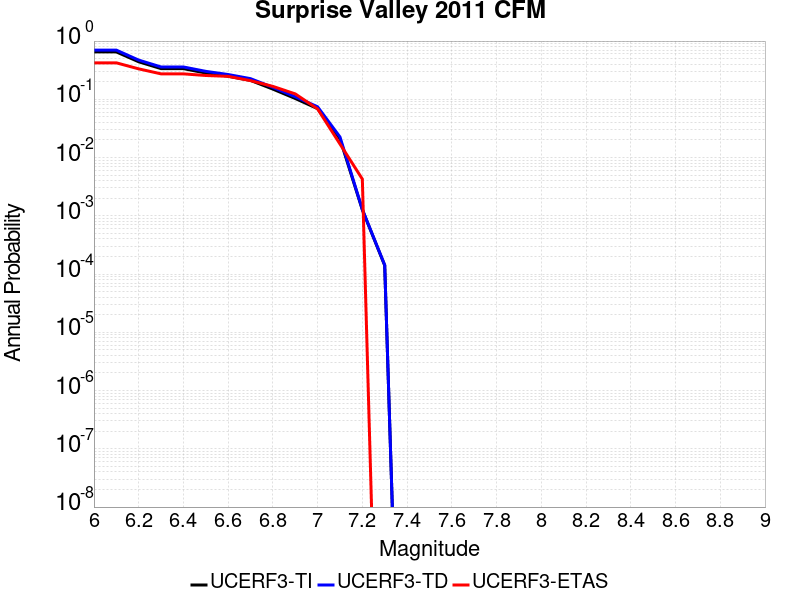 Surprise Valley 2011 CFM
10^0
10^-1
10^-2
10^-3
10^-4
10^-5
10^-6
10^-7
10^-8
Annual Probability
6 6.2 6.4 6.6 6.8 7 7.2 7.4 7.6 7.8 8 8.2 8.4 8.6 8.8 9
Magnitude
UCERF3-TI UCERF3-TD UCERF3-ETAS